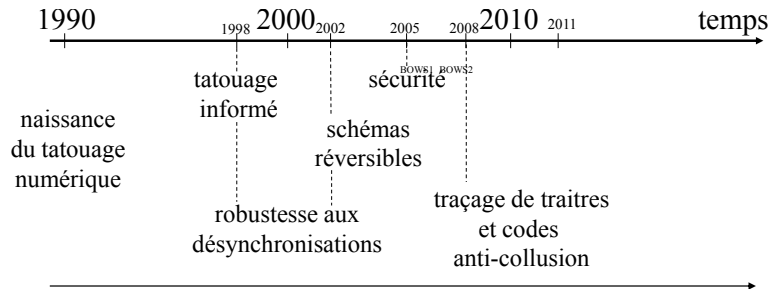 1990 1998 2000 2002 2005 2008 2010 2011 temps
tatouage
informé
sécurité
BOWS1 BOWS2
naissance
du tatouage
numérique
schémas
réversibles
robustesse aux
désynchronisations
traçage de traitres
et codes
anti-collusion